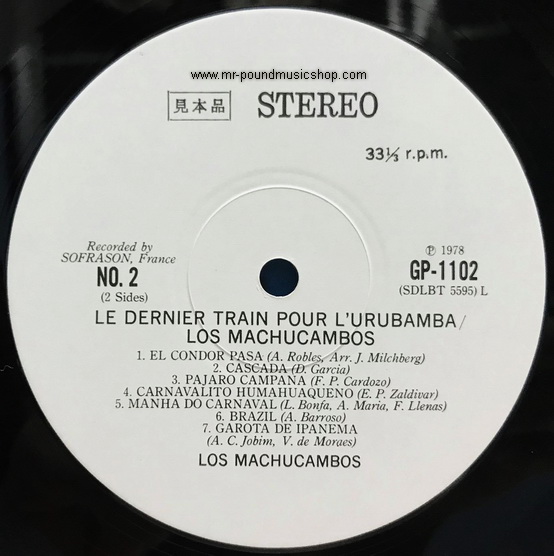 www.mr-poundmusicshop.com
見本品 STEREO
33⅓ r.p.m.
Recorded by
SOFRASON, France
NO. 2
(2 Sides)
℗ 1978
GP-1102
(SDLBT 5595) L
LE DERNIER TRAIN POUR L'URUBAMBA/
LOS MACHUCAMBOS
1. EL CONDOR PASA (A. Robles, Arr. J. Milchberg)
2. CASCADA (D. Garcia)
3. PAJARO CAMPANA (F. P. Cardozo)
4. CARNAVALITO HUMAHUAQUENO (E. P. Zaldivar)
5. MANHA DO CARNAVAL (L. Bonfa, A. Maria, F. Llenas)
6. BRAZIL (A. Barroso)
7. GAROTA DE IPANEMA
(A. C. Jobim, V. de Moraes)
LOS MACHUCAMBOS